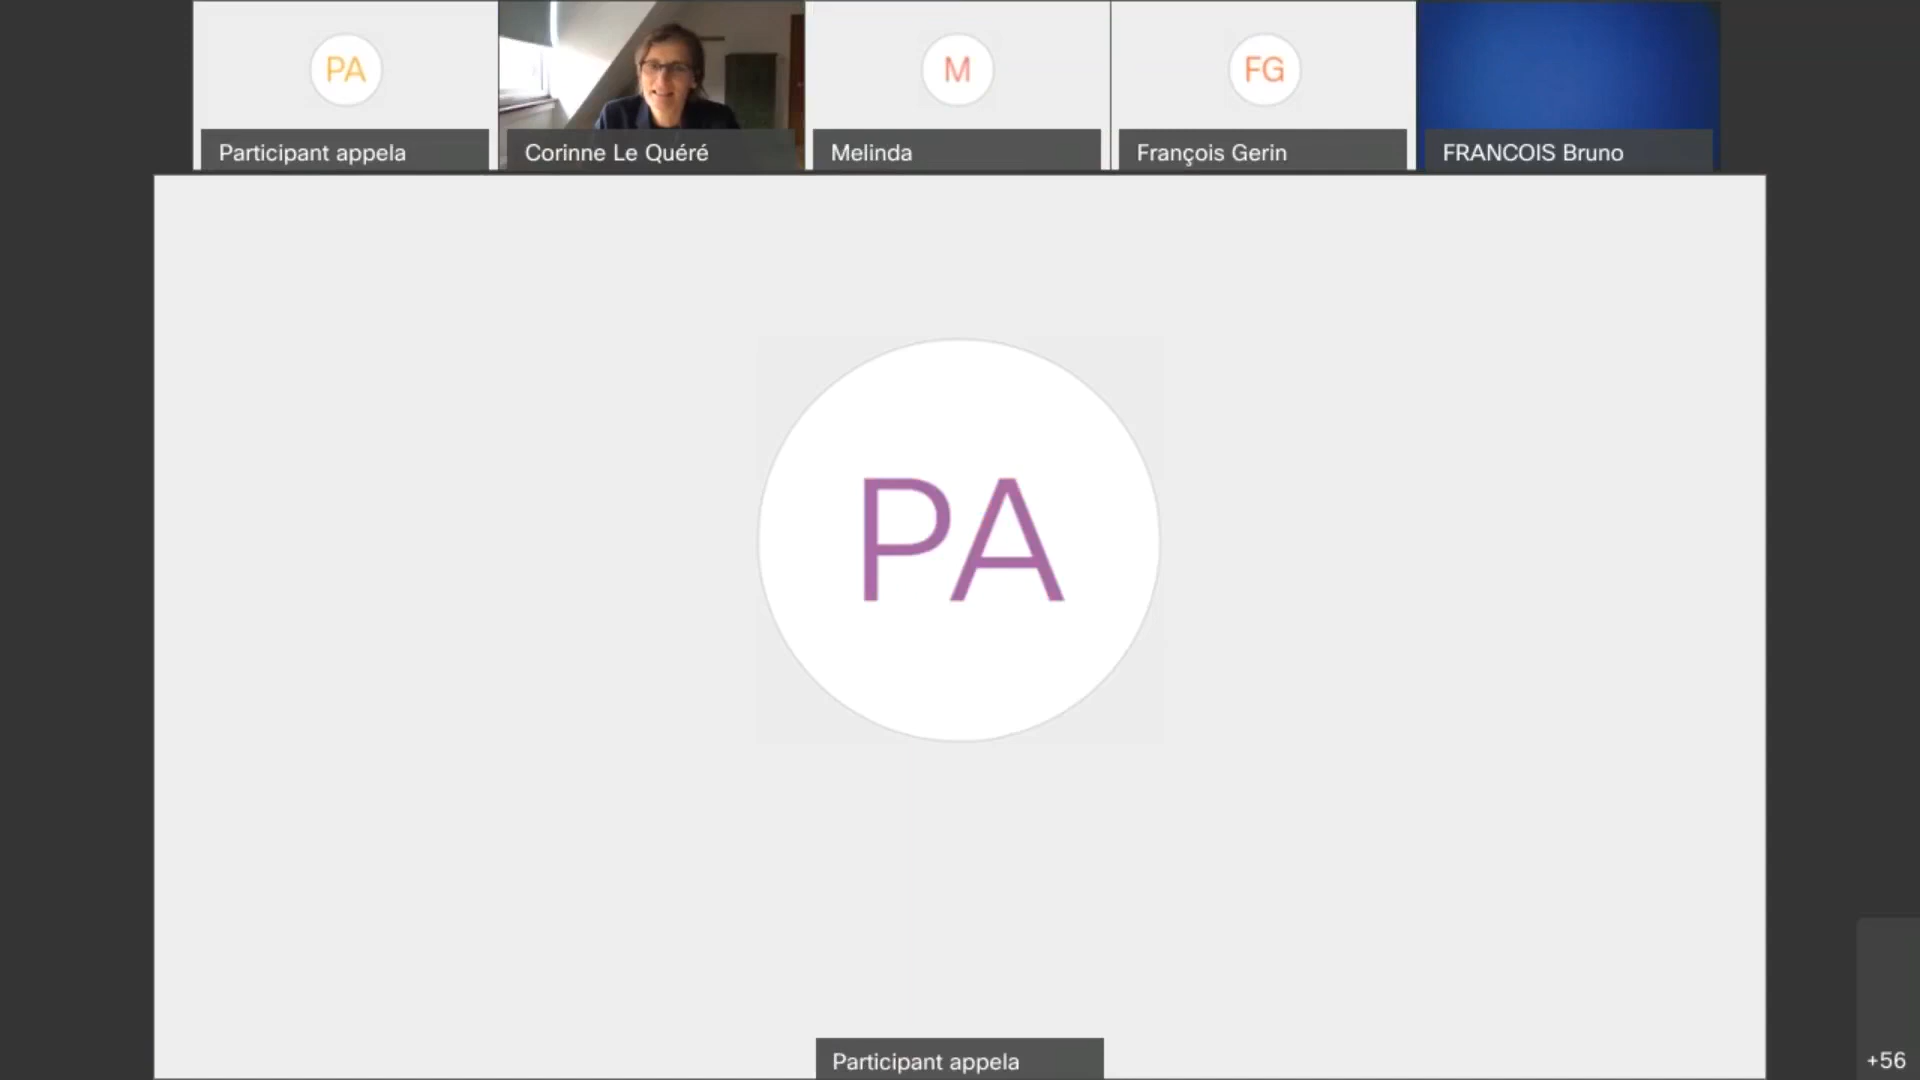 PA
M
FG
Participant appela
Corinne Le Quéré
Melinda
François Gerin
FRANCOIS Bruno
PA
Participant appela
+56